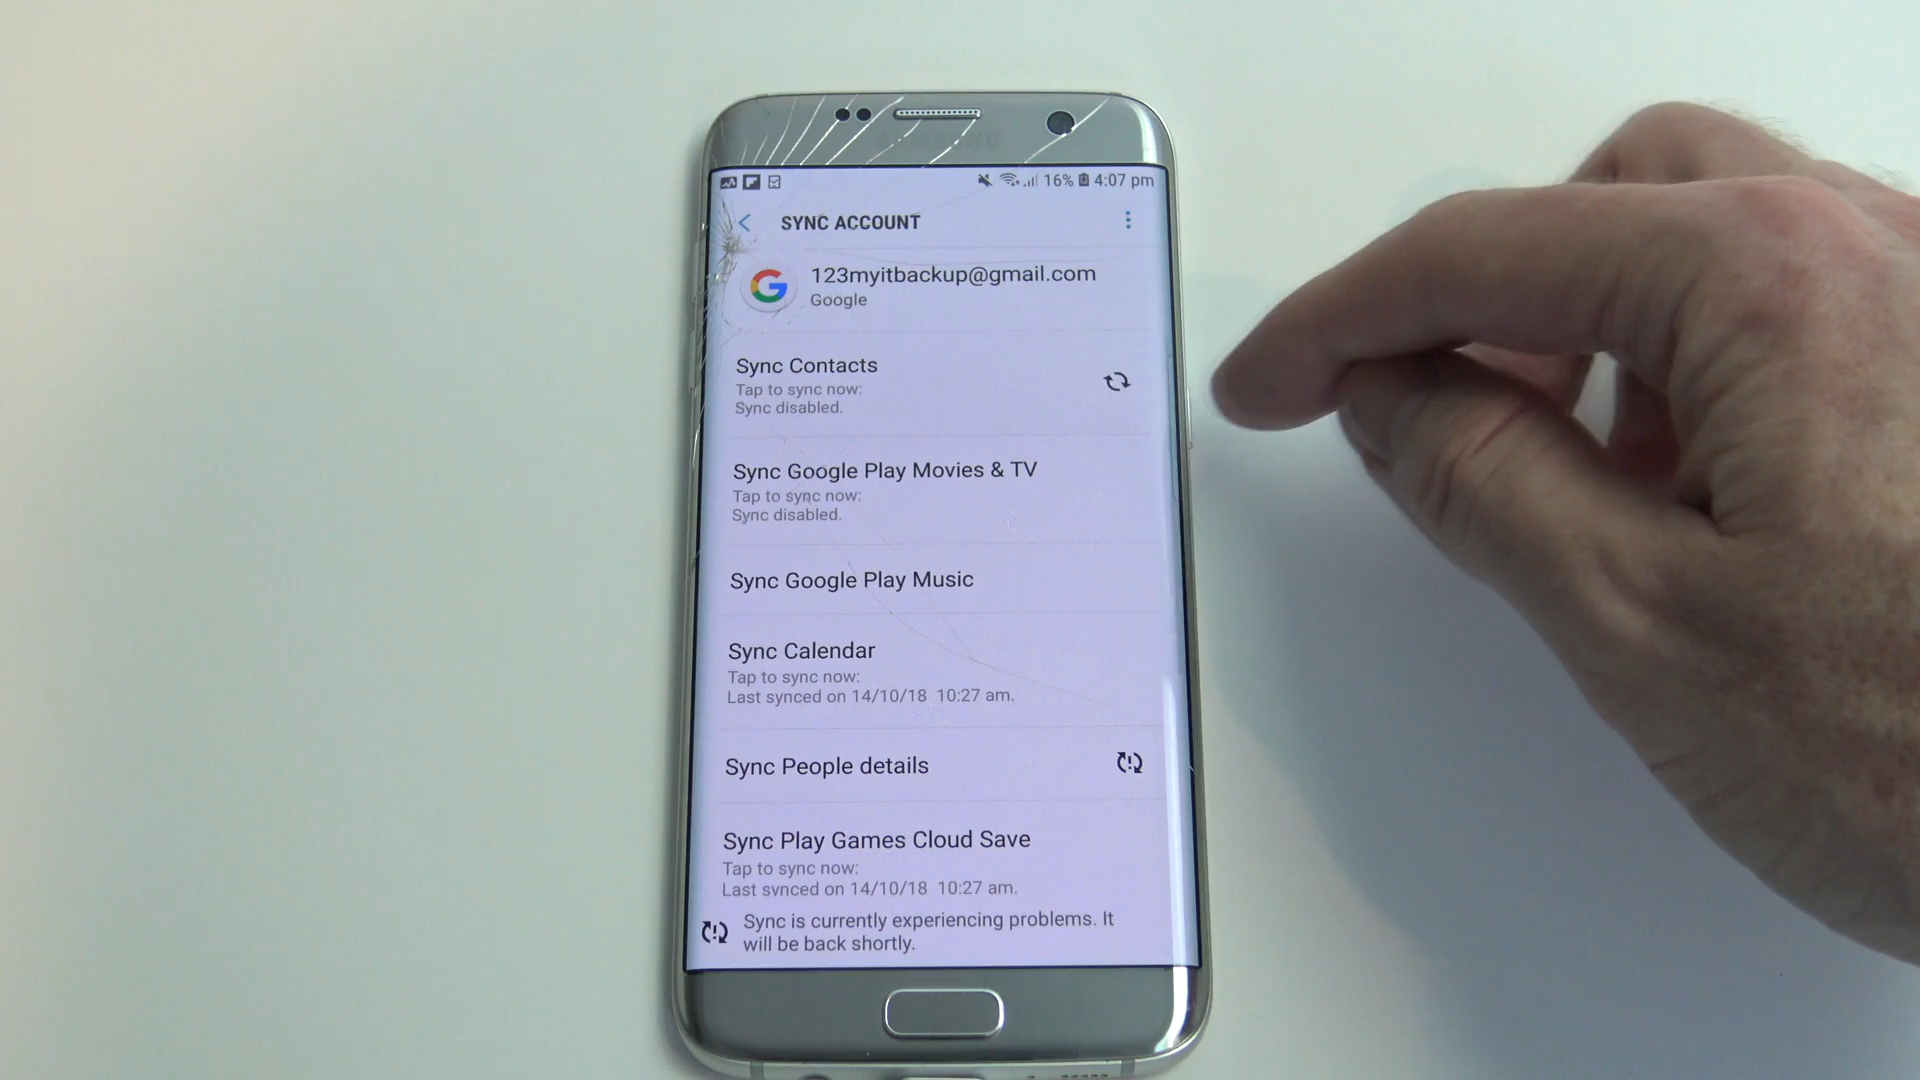 SAMSUNG
16% 4:07 pm
SYNC ACCOUNT
123myitbackup@gmail.com
Google
Sync Contacts
Tap to sync now:
Sync disabled.
Sync Google Play Movies & TV
Tap to sync now:
Sync disabled.
Sync Google Play Music
Sync Calendar
Tap to sync now:
Last synced on 14/10/18 10:27 am.
Sync People details
Sync Play Games Cloud Save
Tap to sync now:
Last synced on 14/10/18 10:27 am.
Sync is currently experiencing problems. It
will be back shortly.